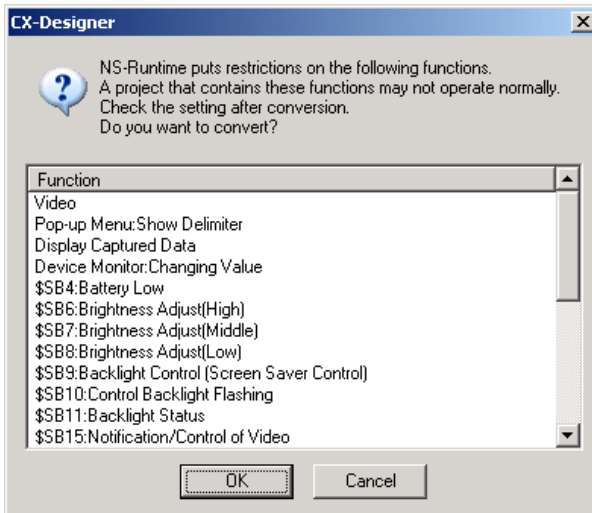 CX-Designer
NS-Runtime puts restrictions on the following functions.
A project that contains these functions may not operate normally.
Check the setting after conversion.
Do you want to convert?
Function
Video
Pop-up Menu:Show Delimiter
Display Captured Data
Device Monitor:Changing Value
$SB4:Battery Low
$SB6:Brightness Adjust(High)
$SB7:Brightness Adjust(Middle)
$SB8:Brightness Adjust(Low)
$SB9:Backlight Control (Screen Saver Control)
$SB10:Control Backlight Flashing
$SB11:Backlight Status
$SB15:Notification/Control of Video
OK Cancel